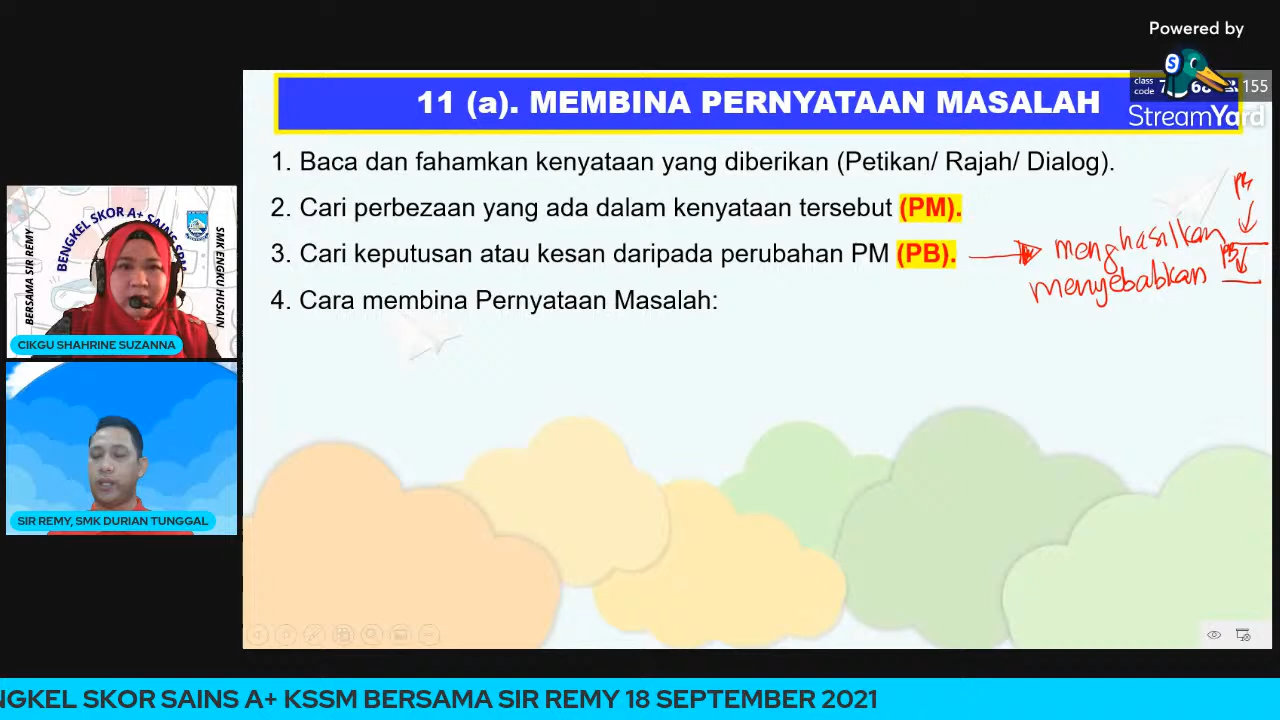 Powered by
class code
155
StreamYard
11 (a). MEMBINA PERNYATAAN MASALAH
1. Baca dan fahamkan kenyataan yang diberikan (Petikan/ Rajah/ Dialog).
2. Cari perbezaan yang ada dalam kenyataan tersebut (PM).
3. Cari keputusan atau kesan daripada perubahan PM (PB).
4. Cara membina Pernyataan Masalah:
menghasilkan
menyebabkan
PB
BENGKEL SKOR A+ SAINS SPM
BERSAMA SIR REMY
SMK ENGKU HUSAIN
CIKGU SHAHRINE SUZANNA
SIR REMY, SMK DURIAN TUNGGAL
NGKEL SKOR SAINS A+ KSSM BERSAMA SIR REMY 18 SEPTEMBER 2021